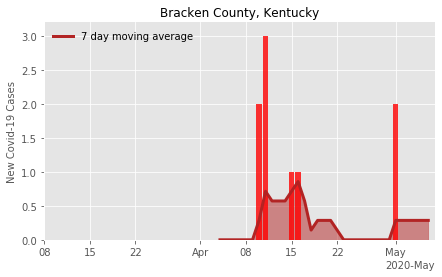 Bracken County, Kentucky
7 day moving average
New Covid-19 Cases
3.0
2.5
2.0
1.5
1.0
0.5
0.0
08 15 22 Apr 08 15 22 May
2020-May